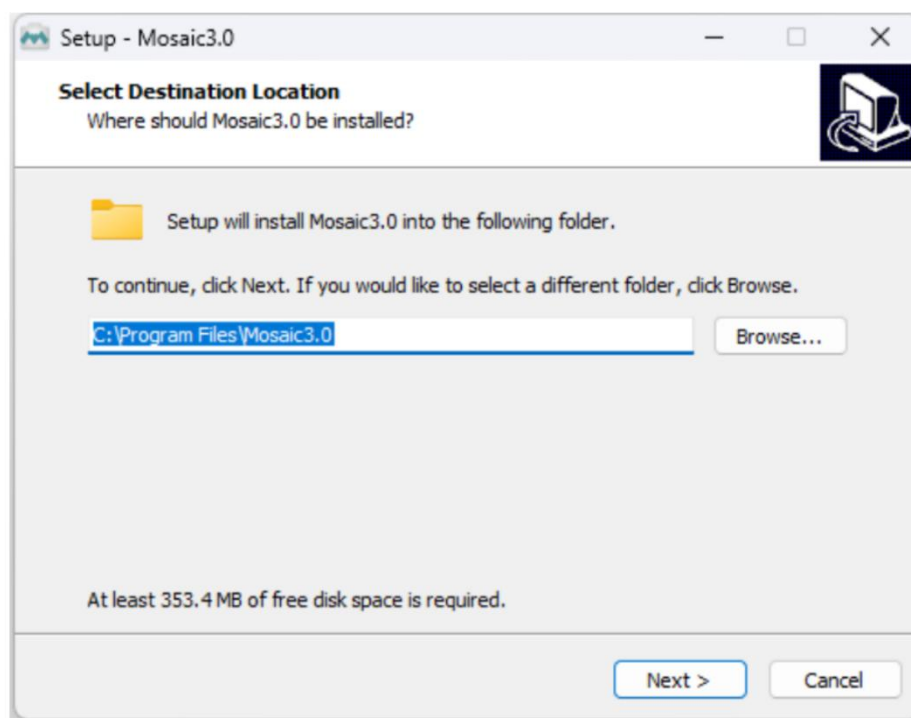 Setup - Mosaic3.0
Select Destination Location
Where should Mosaic3.0 be installed?
Setup will install Mosaic3.0 into the following folder.
To continue, click Next. If you would like to select a different folder, click Browse.
C:\Program Files\Mosaic3.0
Browse...
At least 353.4 MB of free disk space is required.
Next >
Cancel